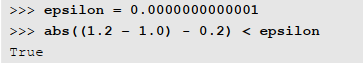 >>> epsilon = 0.0000000000001
>>> abs((1.2 - 1.0) - 0.2) < epsilon
True